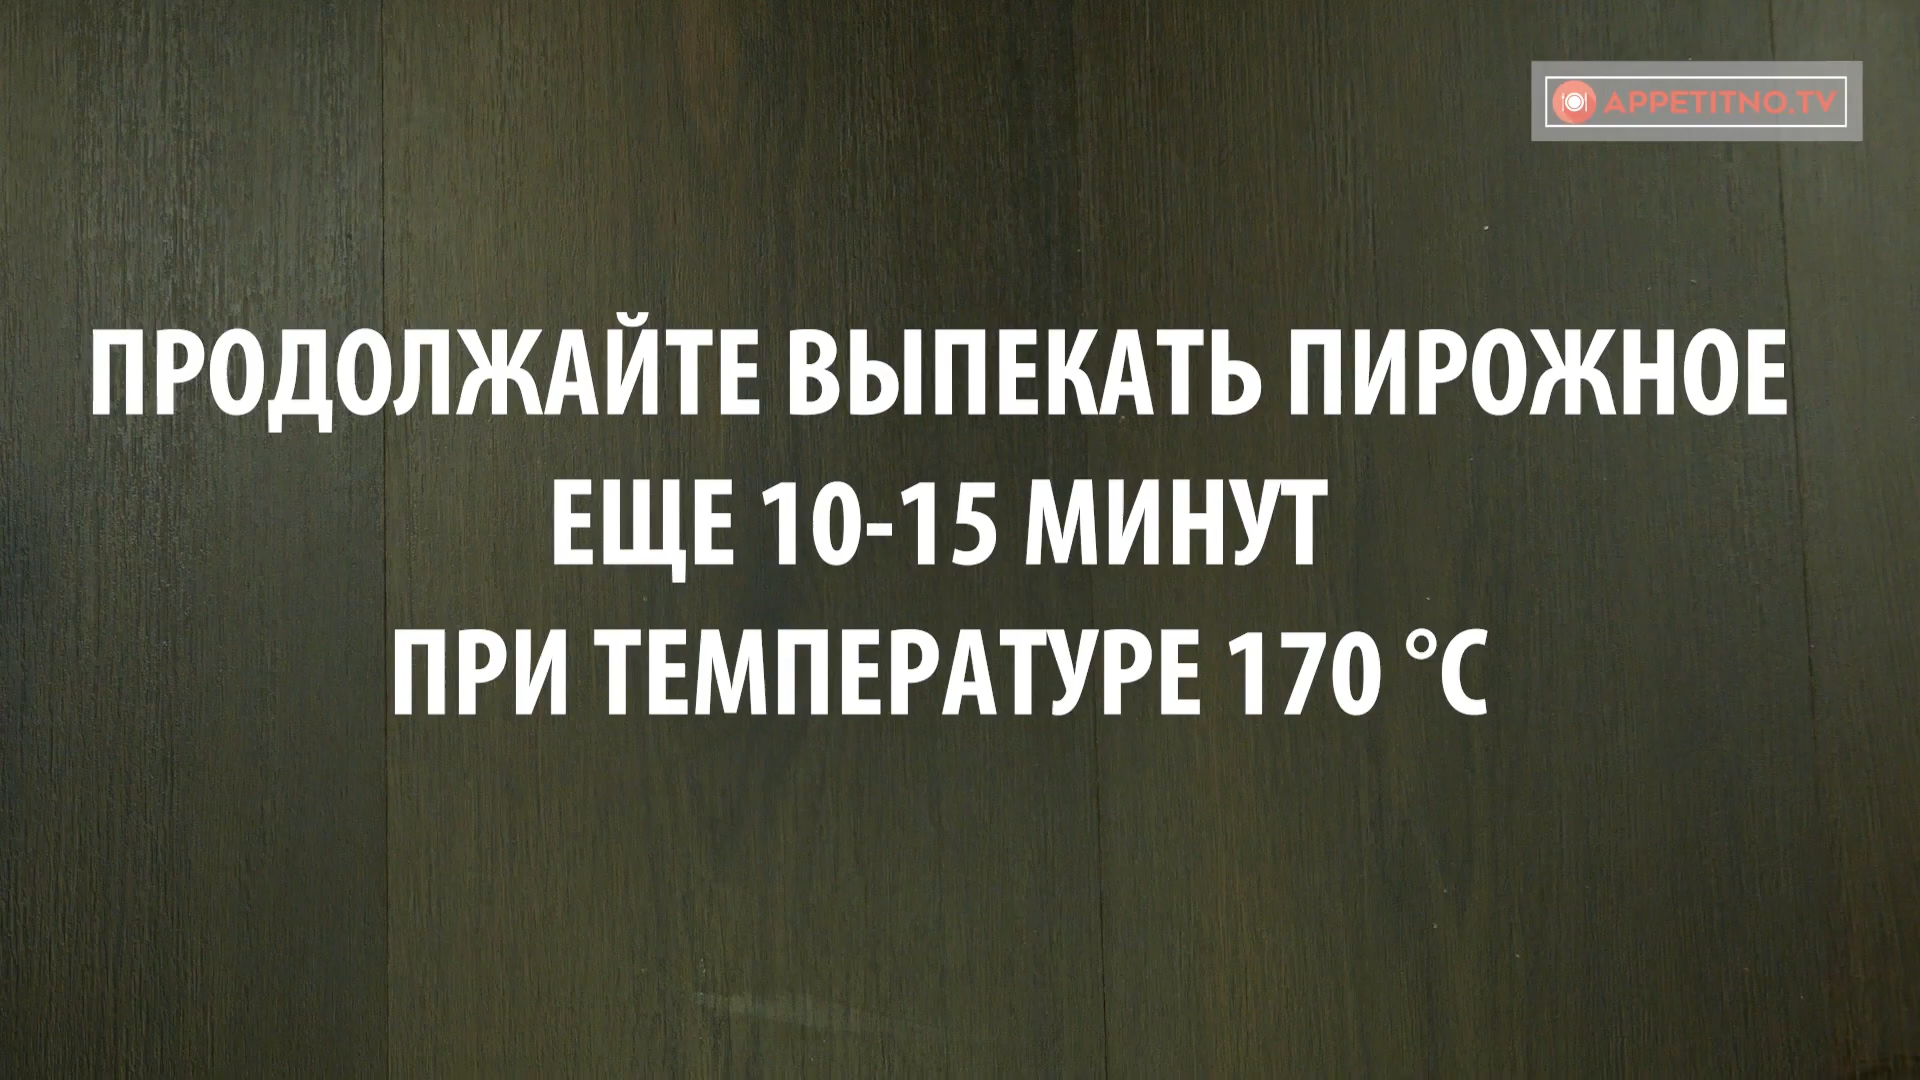 APPETITNO.TV
ПРОДОЛЖАЙТЕ ВЫПЕКАТЬ ПИРОЖНОЕ
ЕЩЕ 10-15 МИНУТ
ПРИ ТЕМПЕРАТУРЕ 170 °С